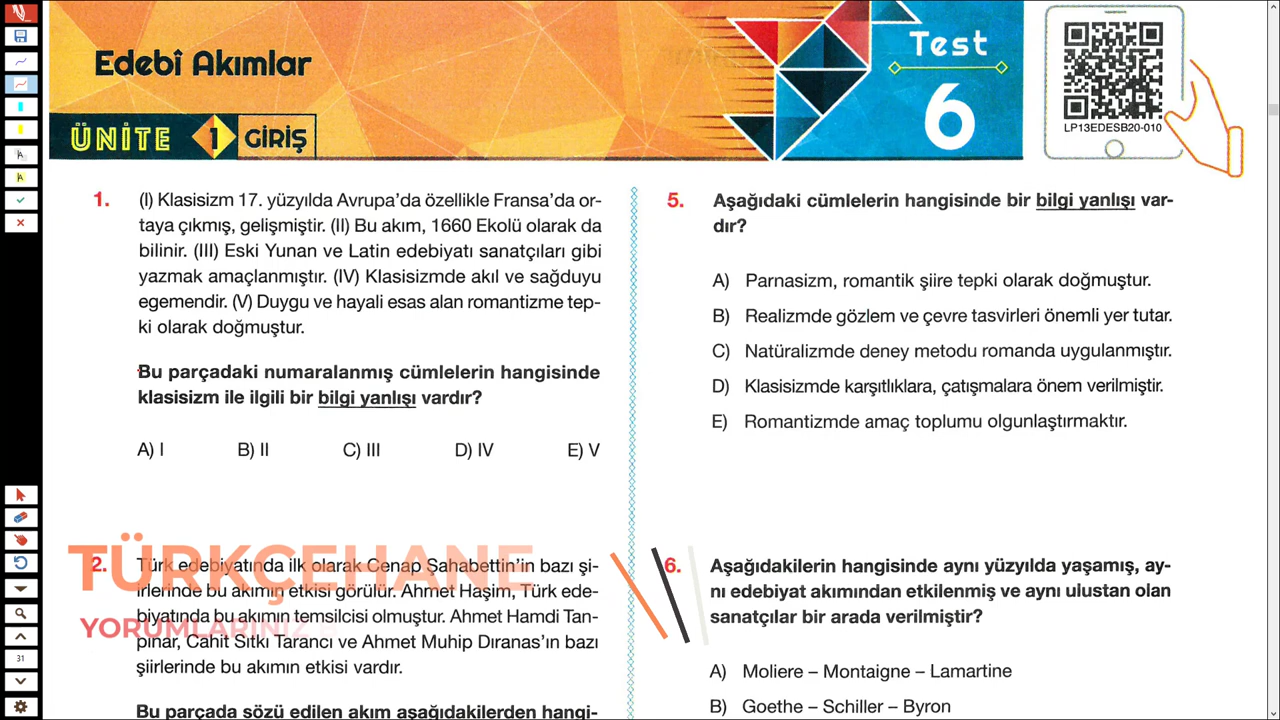 Edebî Akımlar
ÜNİTE 1 GİRİŞ
Test
6
LP13EDESB20-010
1. (I) Klasisizm 17. yüzyılda Avrupa’da özellikle Fransa’da or-
taya çıkmış, gelişmiştir. (II) Bu akım, 1660 Ekolü olarak da
bilinir. (III) Eski Yunan ve Latin edebiyatı sanatçıları gibi
yazmak amaçlanmıştır. (IV) Klasisizmde akıl ve sağduyu
egemendir. (V) Duygu ve hayali esas alan romantizme tep-
ki olarak doğmuştur.
Bu parçadaki numaralanmış cümlelerin hangisinde
klasisizm ile ilgili bir bilgi yanlışı vardır?
A) I B) II C) III D) IV E) V
TÜRKÇEHANE
YORUMLARINIZ
2. Türk edebiyatında ilk olarak Cenap Şahabettin’in bazı şi-
irlerinde bu akımın etkisi görülür. Ahmet Haşim, Türk ede-
biyatında bu akımın temsilcisi olmuştur. Ahmet Hamdi Tan-
pınar, Cahit Sıtkı Tarancı ve Ahmet Muhip Dıranas’ın bazı
şiirlerinde bu akımın etkisi vardır.
Bu parçada sözü edilen akım aşağıdakilerden hangi-
5. Aşağıdaki cümlelerin hangisinde bir bilgi yanlışı var-
dır?
A) Parnasizm, romantik şiire tepki olarak doğmuştur.
B) Realizmde gözlem ve çevre tasvirleri önemli yer tutar.
C) Natüralizmde deney metodu romanda uygulanmıştır.
D) Klasisizmde karşıtlıklara, çatışmalara önem verilmiştir.
E) Romantizmde amaç toplumu olgunlaştırmaktır.
6. Aşağıdakilerin hangisinde aynı yüzyılda yaşamış, ay-
nı edebiyat akımından etkilenmiş ve aynı ulustan olan
sanatçılar bir arada verilmiştir?
A) Moliere – Montaigne – Lamartine
B) Goethe – Schiller – Byron
31